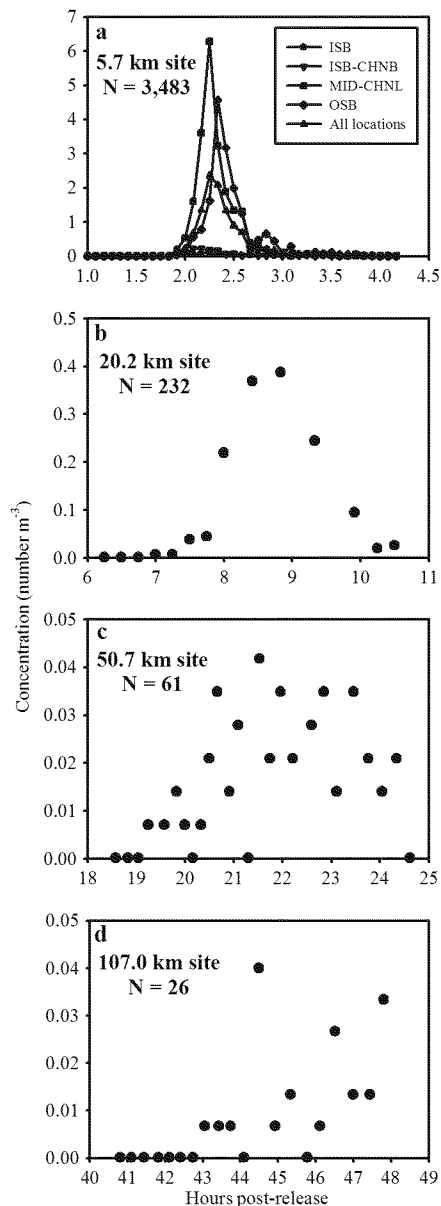 Concentration (number m-3)
a
5.7 km site
N = 3,483
ISB
ISB-CHNB
MID-CHNL
OSB
All locations
7
6
5
4
3
2
1
0
1.0 1.5 2.0 2.5 3.0 3.5 4.0 4.5
b
20.2 km site
N = 232
0.5
0.4
0.3
0.2
0.1
0.0
6 7 8 9 10 11
c
50.7 km site
N = 61
0.05
0.04
0.03
0.02
0.01
0.00
18 19 20 21 22 23 24 25
d
107.0 km site
N = 26
0.05
0.04
0.03
0.02
0.01
0.00
40 41 42 43 44 45 46 47 48 49
Hours post-release